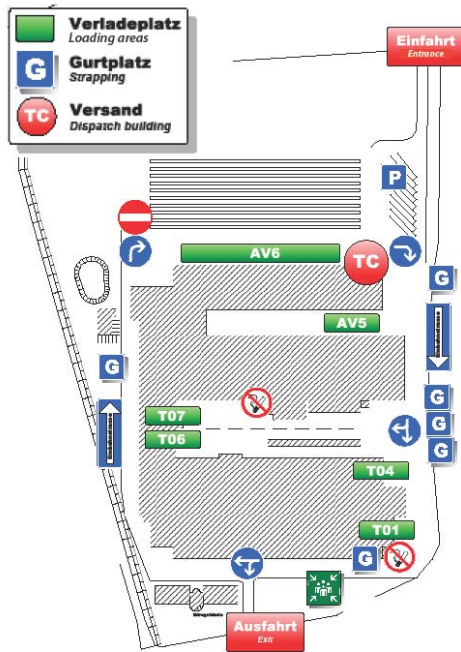 Verladeplatz
Loading areas
G
Gurtplatz
Strapping
TC
Versand
Dispatch building
Einfahrt
Entrance
P
AV6
TC
G
AV5
G
T07
T06
G
G
G
T04
T01
G
Ausfahrt
Exit